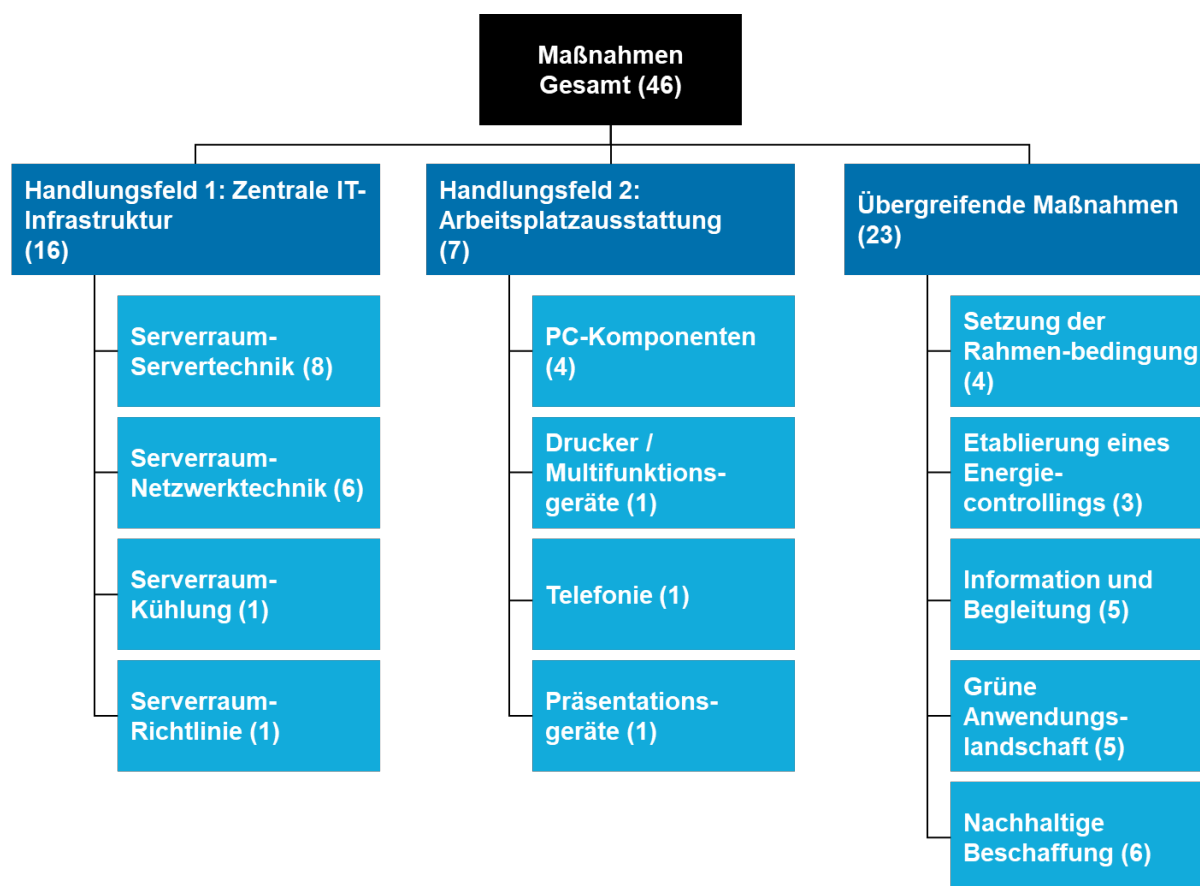 Maßnahmen
Gesamt (46)
Handlungsfeld 1: Zentrale IT-
Infrastruktur
(16)
Serverraum-
Servertechnik (8)
Serverraum-
Netzwerktechnik (6)
Serverraum-
Kühlung (1)
Serverraum-
Richtlinie (1)
Handlungsfeld 2:
Arbeitsplatzausstattung
(7)
PC-Komponenten
(4)
Drucker /
Multifunktions-
geräte (1)
Telefonie (1)
Präsentations-
geräte (1)
Übergreifende Maßnahmen
(23)
Setzung der
Rahmen-bedingung
(4)
Etablierung eines
Energie-
controllings (3)
Information und
Begleitung (5)
Grüne
Anwendungs-
landschaft (5)
Nachhaltige
Beschaffung (6)